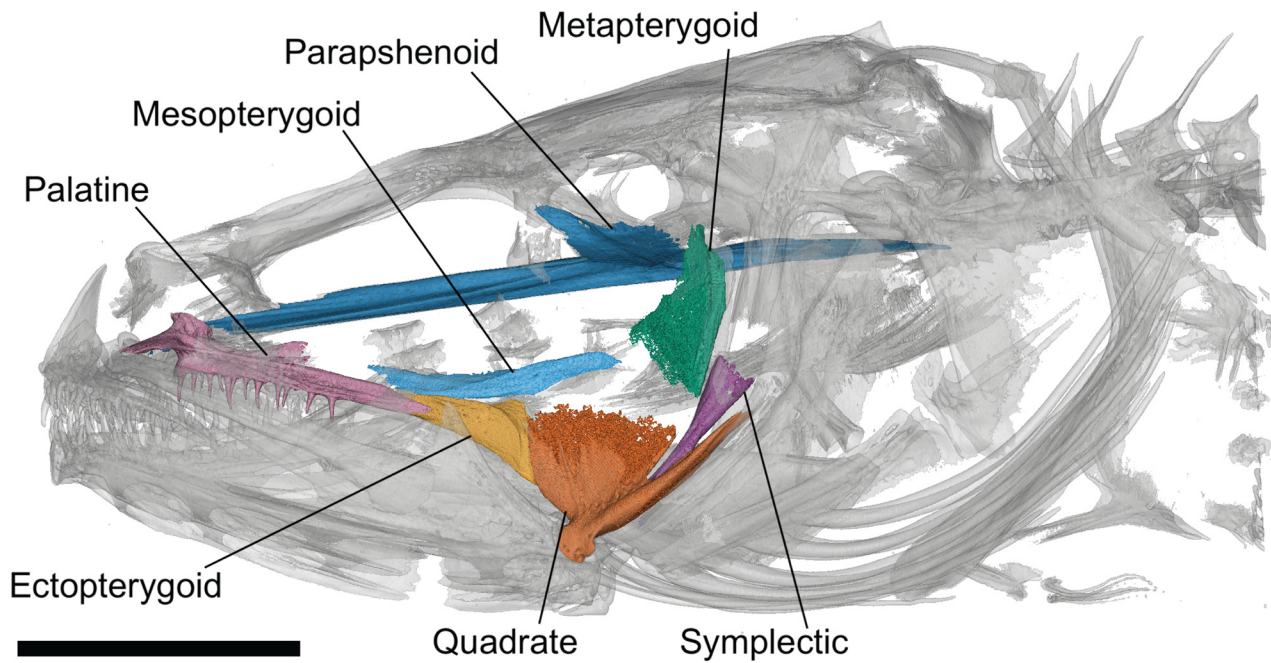 Metapterygoid
Parapshenoid
Mesopterygoid
Palatine
Ectopterygoid
Quadrate
Symplectic